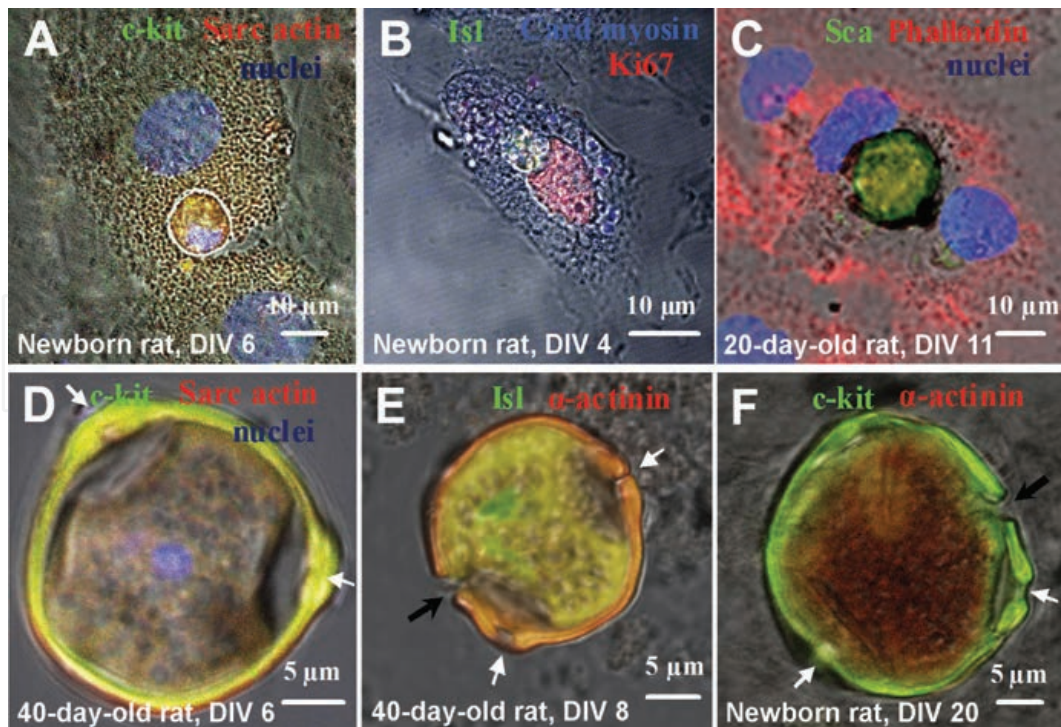 A c-kit Sarc actin
nuclei
10 µm
Newborn rat, DIV 6
B Isl Card myosin
Ki67
10 µm
Newborn rat, DIV 4
C Sca Phalloidin
nuclei
10 µm
20-day-old rat, DIV 11
D c-kit Sarc actin
nuclei
5 µm
40-day-old rat, DIV 6
E Isl α-actinin
5 µm
40-day-old rat, DIV 8
F c-kit α-actinin
5 µm
Newborn rat, DIV 20